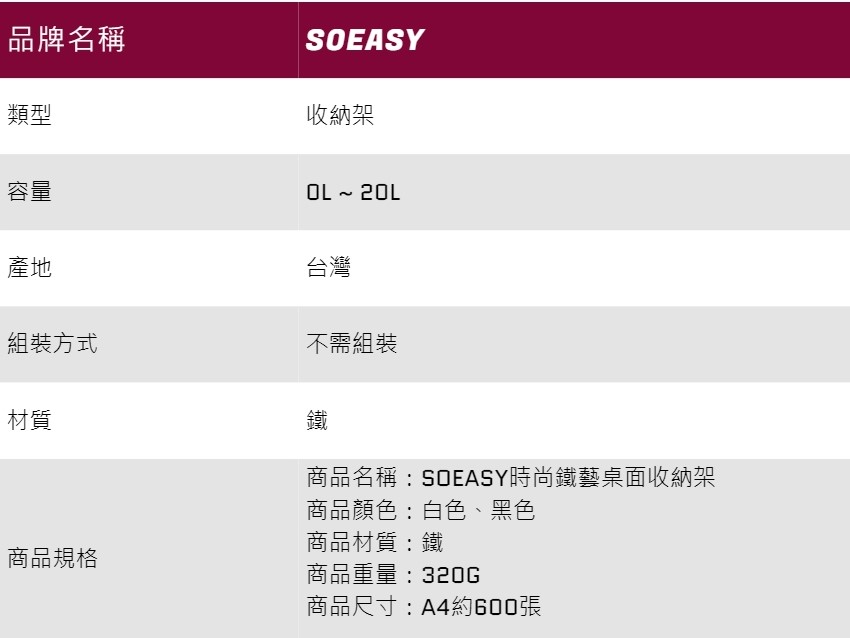 品牌名稱 SOEASY
類型 收納架
容量 0L ~ 20L
產地 台灣
組裝方式 不需組裝
材質 鐵
商品規格
商品名稱：SOEASY時尚鐵藝桌面收納架
商品顏色：白色、黑色
商品材質：鐵
商品重量：320G
商品尺寸：A4約600張